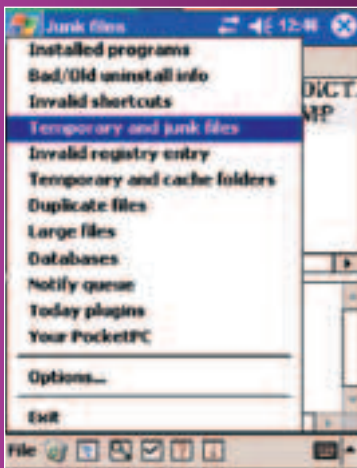 Junk files 12:46
Installed programs
Bad/Old uninstall info
Invalid shortcuts
Temporary and junk files
Invalid registry entry
Temporary and cache folders
Duplicate files
Large files
Databases
Notify queue
Today plugins
Your PocketPC
Options...
Exit
File